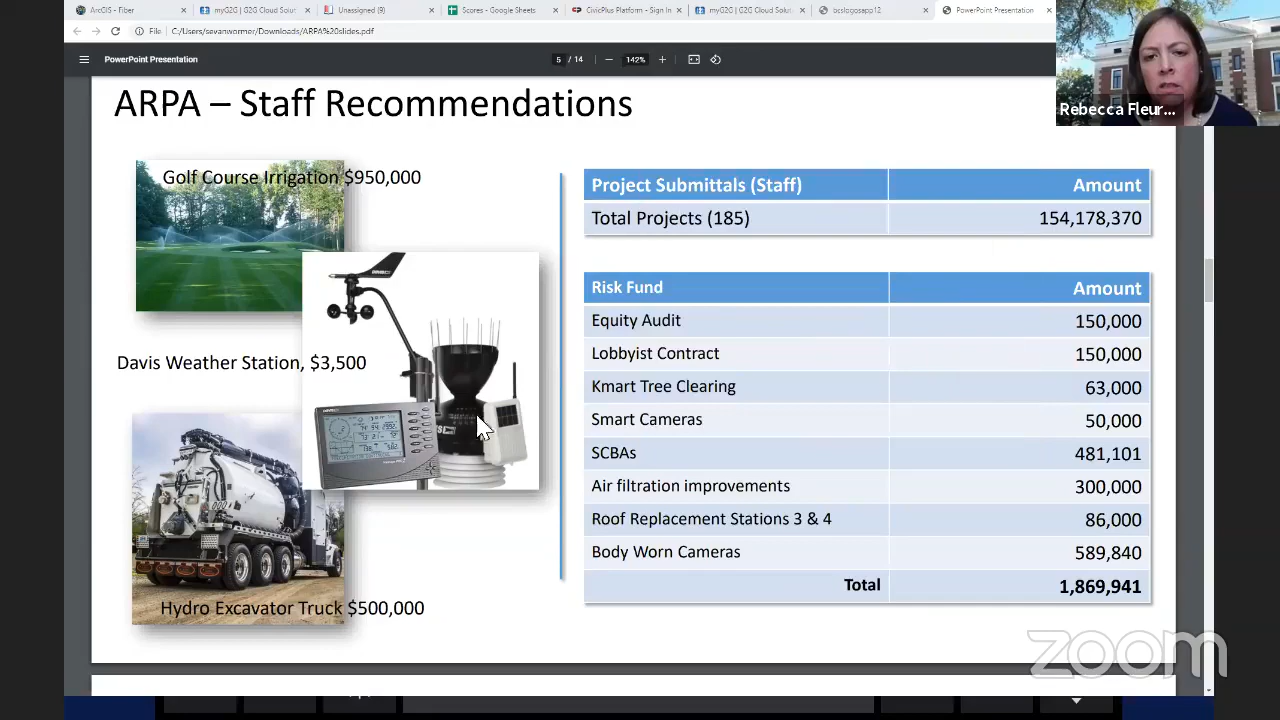 ArcGIS - Fiber
myG2G | G2G Cloud Solut
Unassigned (9)
Scores - Google Sheets
CivicPlus Platform - Sign In
myG2G | G2G Cloud Solut
bcslogosapp12
PowerPoint Presentation
File
C:/Users/sevanwormer/Downloads/ARPA%20slides.pdf
PowerPoint Presentation
5 / 14
142%
Rebecca Fleur...
ARPA – Staff Recommendations
Golf Course Irrigation $950,000
Davis Weather Station, $3,500
Hydro Excavator Truck $500,000
Project Submittals (Staff) Amount
Total Projects (185) 154,178,370
Risk Fund Amount
Equity Audit 150,000
Lobbyist Contract 150,000
Kmart Tree Clearing 63,000
Smart Cameras 50,000
SCBAs 481,101
Air filtration improvements 300,000
Roof Replacement Stations 3 & 4 86,000
Body Worn Cameras 589,840
Total 1,869,941
zoom